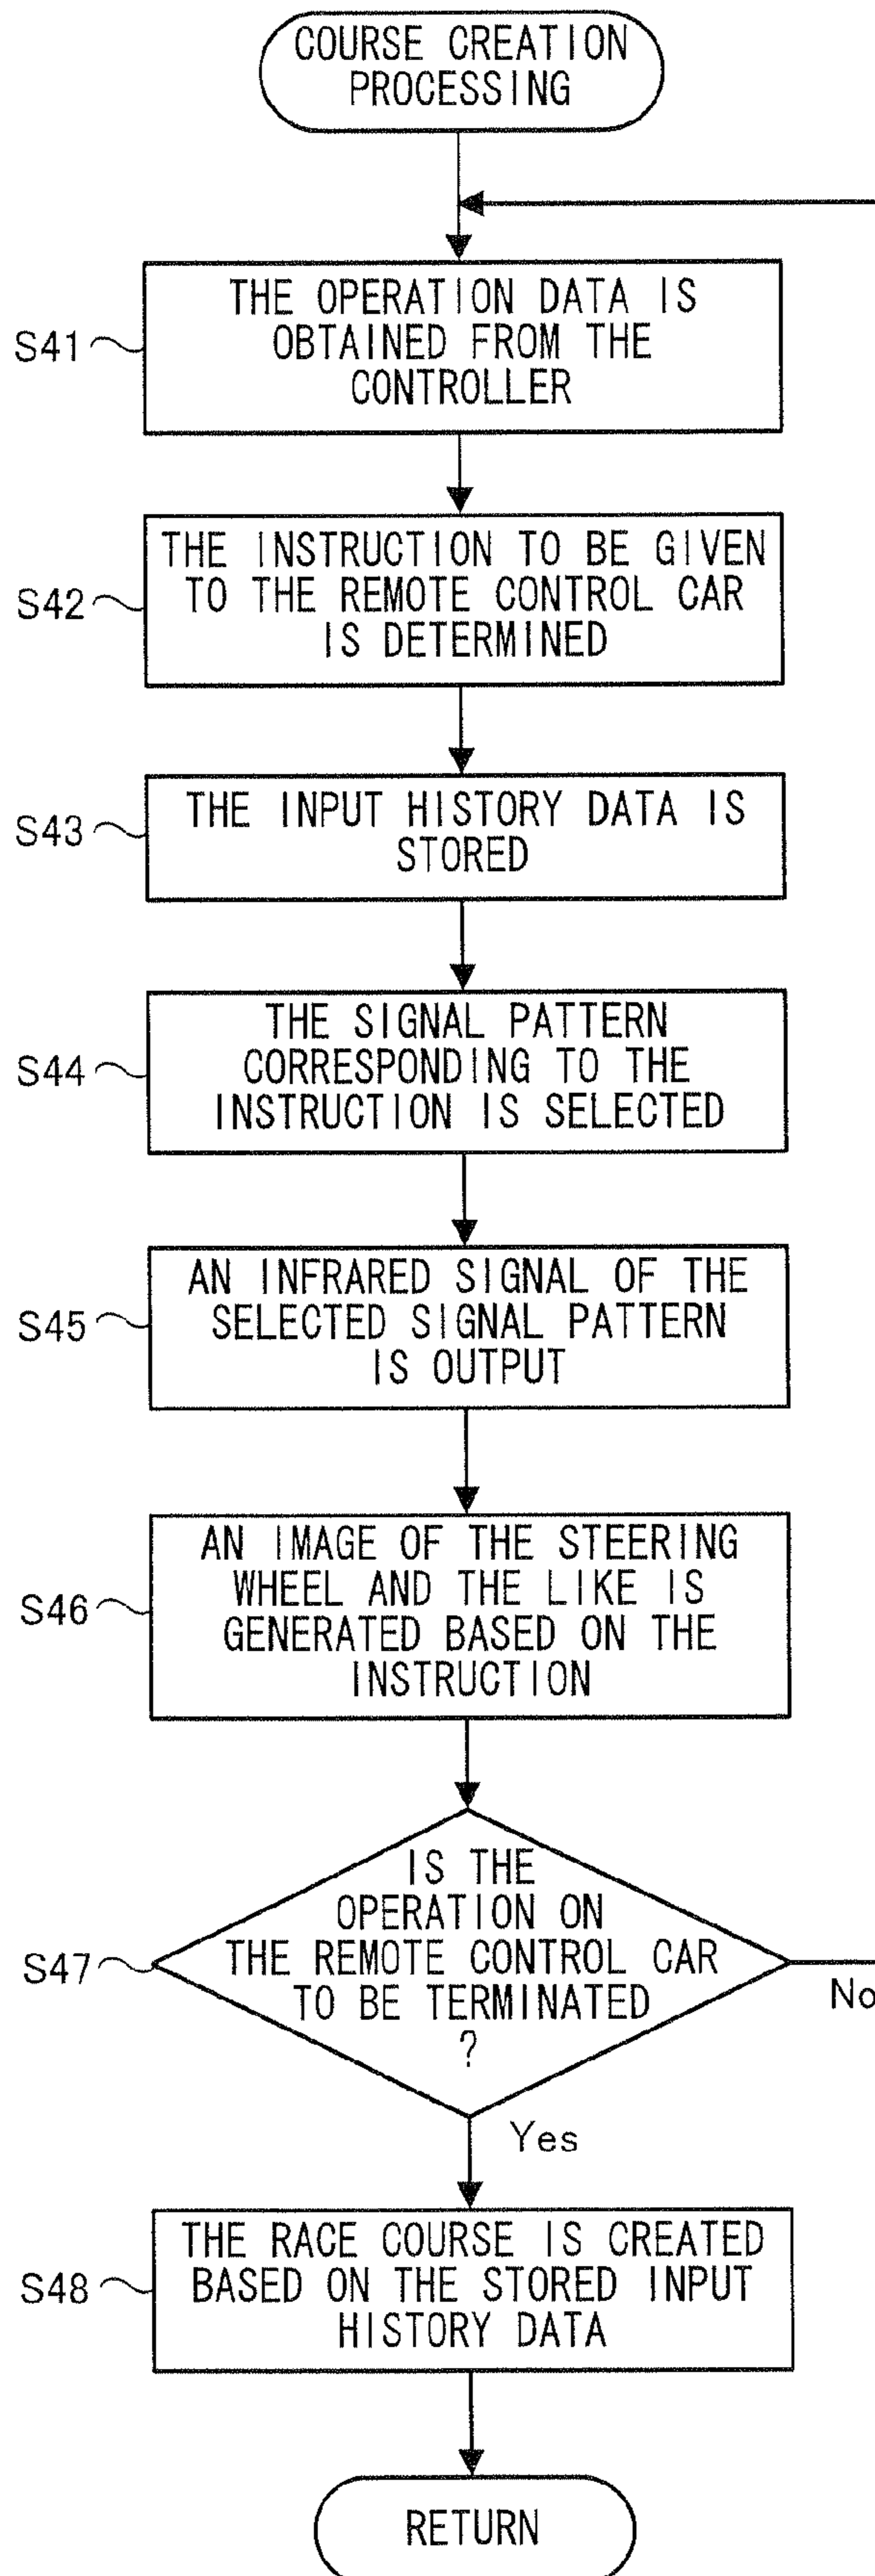 COURSE CREATION
PROCESSING
S41
THE OPERATION DATA IS
OBTAINED FROM THE
CONTROLLER
S42
THE INSTRUCTION TO BE GIVEN
TO THE REMOTE CONTROL CAR
IS DETERMINED
S43
THE INPUT HISTORY DATA IS
STORED
S44
THE SIGNAL PATTERN
CORRESPONDING TO THE
INSTRUCTION IS SELECTED
S45
AN INFRARED SIGNAL OF THE
SELECTED SIGNAL PATTERN
IS OUTPUT
S46
AN IMAGE OF THE STEERING
WHEEL AND THE LIKE IS
GENERATED BASED ON THE
INSTRUCTION
S47
IS THE
OPERATION ON
THE REMOTE CONTROL CAR
TO BE TERMINATED
?
No
Yes
S48
THE RACE COURSE IS CREATED
BASED ON THE STORED INPUT
HISTORY DATA
RETURN